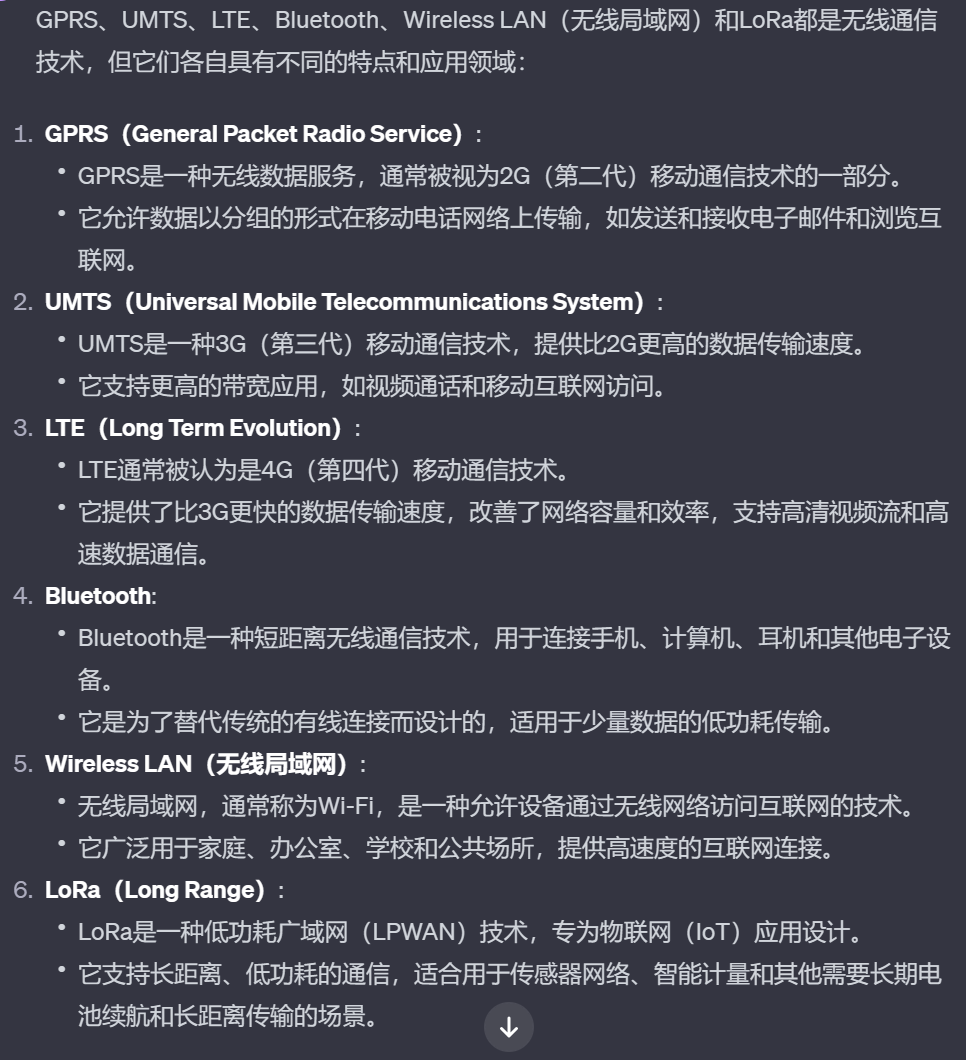 GPRS、UMTS、LTE、Bluetooth、Wireless LAN（无线局域网）和LoRa都是无线通信
技术，但它们各自具有不同的特点和应用领域：
1. GPRS（General Packet Radio Service）:
• GPRS是一种无线数据服务，通常被视为2G（第二代）移动通信技术的一部分。
• 它允许数据以分组的形式在移动电话网络上传输，如发送和接收电子邮件和浏览互
联网。
2. UMTS（Universal Mobile Telecommunications System）:
• UMTS是一种3G（第三代）移动通信技术，提供比2G更高的数据传输速度。
• 它支持更高的带宽应用，如视频通话和移动互联网访问。
3. LTE（Long Term Evolution）:
• LTE通常被认为是4G（第四代）移动通信技术。
• 它提供了比3G更快的数据传输速度，改善了网络容量和效率，支持高清视频流和高
速数据通信。
4. Bluetooth:
• Bluetooth是一种短距离无线通信技术，用于连接手机、计算机、耳机和其他电子设
备。
• 它是为了替代传统的有线连接而设计的，适用于少量数据的低功耗传输。
5. Wireless LAN（无线局域网）:
• 无线局域网，通常称为Wi-Fi，是一种允许设备通过无线网络访问互联网的技术。
• 它广泛用于家庭、办公室、学校和公共场所，提供高速度的互联网连接。
6. LoRa（Long Range）:
• LoRa是一种低功耗广域网（LPWAN）技术，专为物联网（IoT）应用设计。
• 它支持长距离、低功耗的通信，适合用于传感器网络、智能计量和其他需要长期电
池续航和长距离传输的场景。